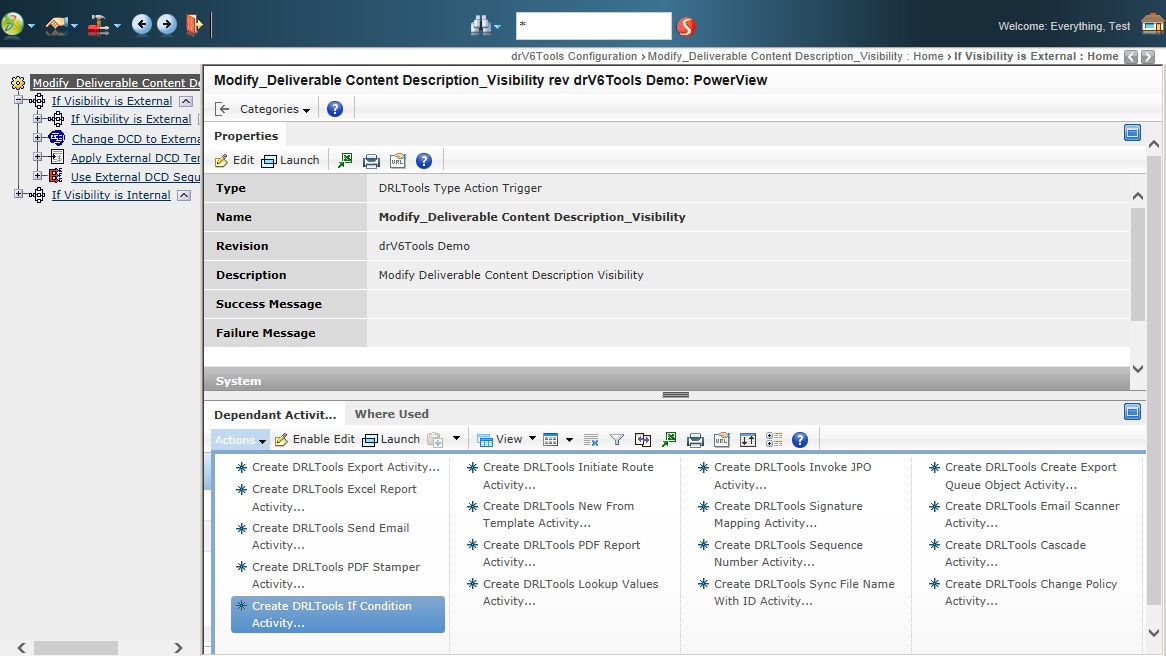 *
Welcome: Everything, Test
drV6Tools Configuration › Modify_Deliverable Content Description_Visibility : Home › If Visibility is External : Home
Modify_Deliverable Content De
If Visibility is External
If Visibility is External
Change DCD to Externa
Apply External DCD Ter
Use External DCD Sequ
If Visibility is Internal
Modify_Deliverable Content Description_Visibility rev drV6Tools Demo: PowerView
Categories
Properties
Edit Launch URL
Type DRLTools Type Action Trigger
Name Modify_Deliverable Content Description_Visibility
Revision drV6Tools Demo
Description Modify Deliverable Content Description Visibility
Success Message
Failure Message
System
Dependant Activit... Where Used
Actions Enable Edit Launch View URL
Create DRLTools Export Activity...
Create DRLTools Excel Report
Activity...
Create DRLTools Send Email
Activity...
Create DRLTools PDF Stamper
Activity...
Create DRLTools If Condition
Activity...
Create DRLTools Initiate Route
Activity...
Create DRLTools New From
Template Activity...
Create DRLTools PDF Report
Activity...
Create DRLTools Lookup Values
Activity...
Create DRLTools Invoke JPO
Activity...
Create DRLTools Signature
Mapping Activity...
Create DRLTools Sequence
Number Activity...
Create DRLTools Sync File Name
With ID Activity...
Create DRLTools Create Export
Queue Object Activity...
Create DRLTools Email Scanner
Activity...
Create DRLTools Cascade
Activity...
Create DRLTools Change Policy
Activity...